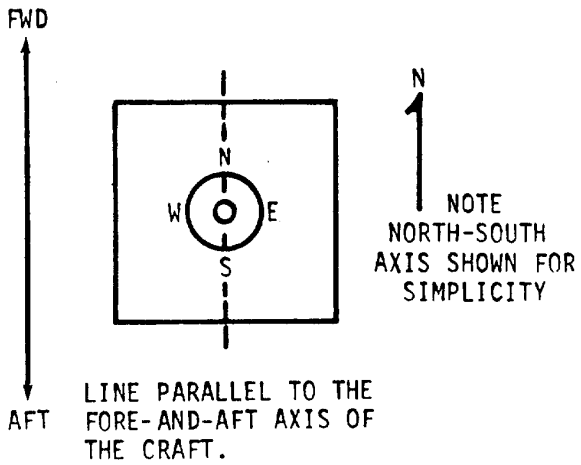 FWD
N
N
W E
S
NOTE
NORTH-SOUTH
AXIS SHOWN FOR
SIMPLICITY
AFT
LINE PARALLEL TO THE
FORE-AND-AFT AXIS OF
THE CRAFT.